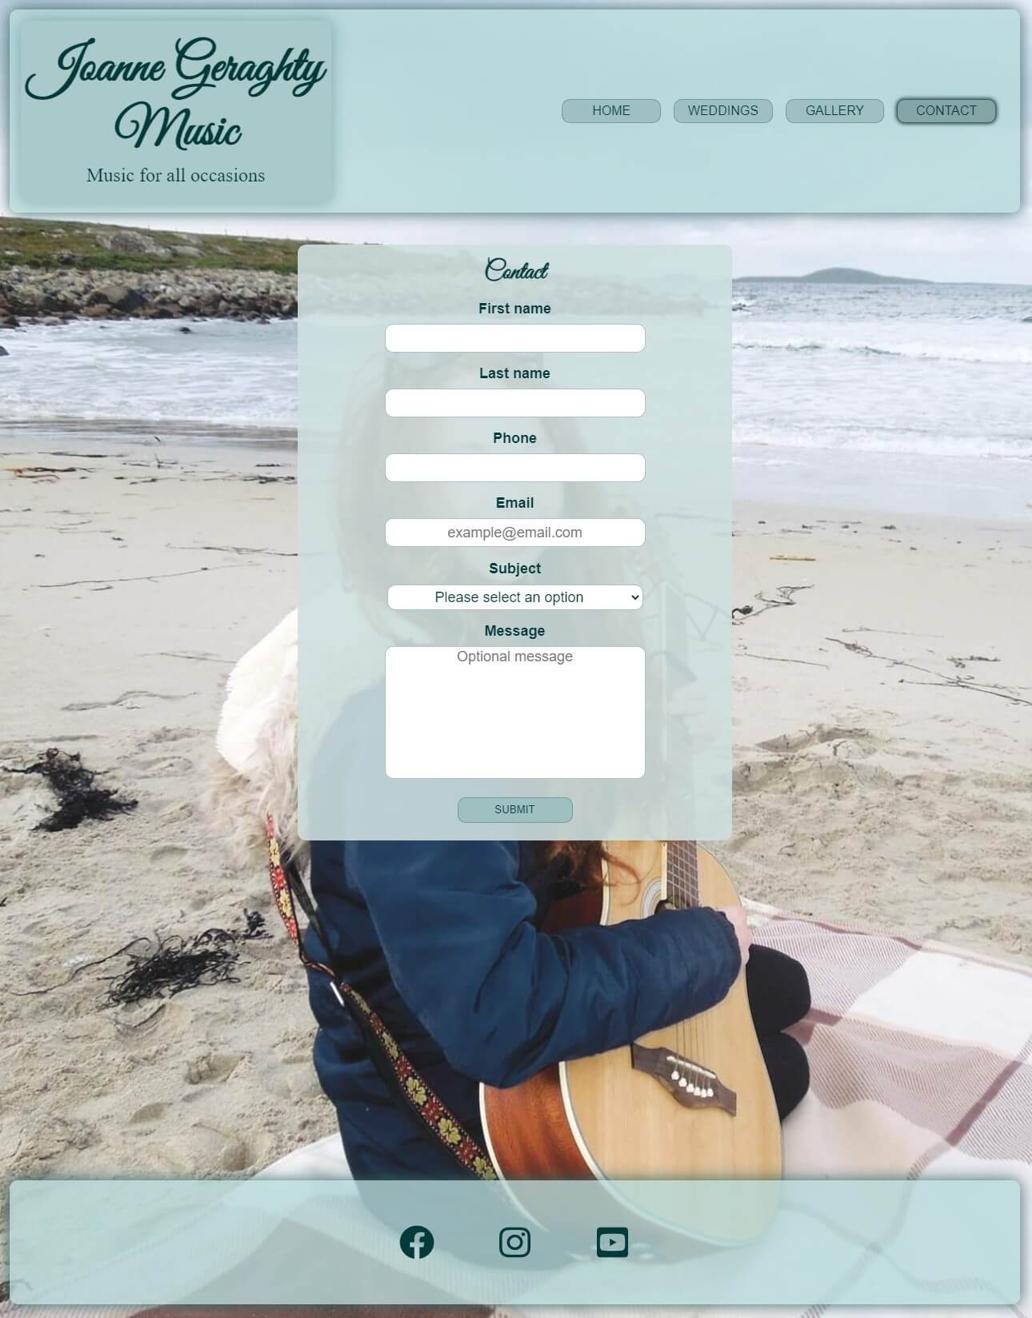 Joanne Geraghty
Music
Music for all occasions
HOME
WEDDINGS
GALLERY
CONTACT
Contact
First name
Last name
Phone
Email
example@email.com
Subject
Please select an option
Message
Optional message
SUBMIT